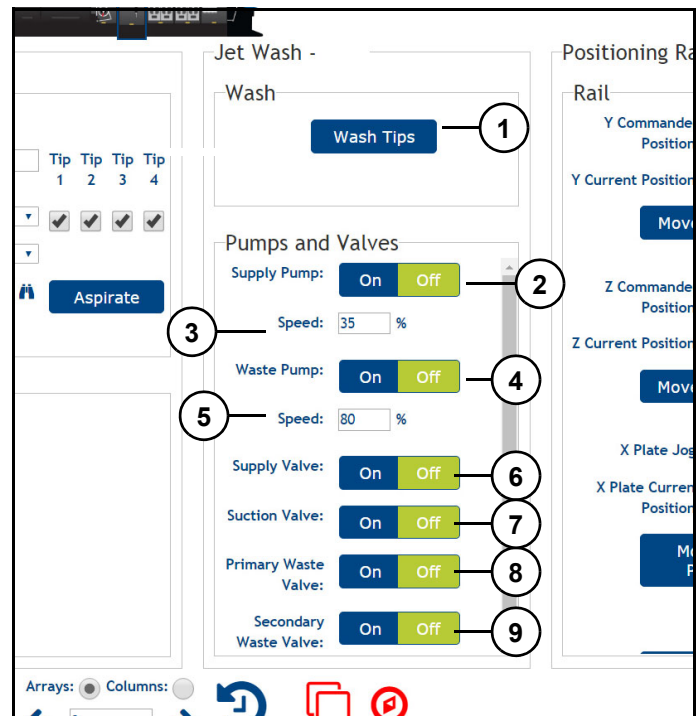 Jet Wash -
Positioning Ra
Wash
Rail
Wash Tips
1
Y Commande
Position
Tip Tip Tip Tip
1 2 3 4
Y Current Position
Mov
Pumps and Valves
Supply Pump: On Off
2
Z Commande
Position
Aspirate
3
Speed: 35 %
Z Current Position
Waste Pump: On Off
4
Mov
5
Speed: 80 %
X Plate Jog
Supply Valve: On Off
6
X Plate Curren
Position
Suction Valve: On Off
7
Primary Waste
Valve: On Off
8
Mo
P
Secondary
Waste Valve: On Off
9
Arrays: Columns: